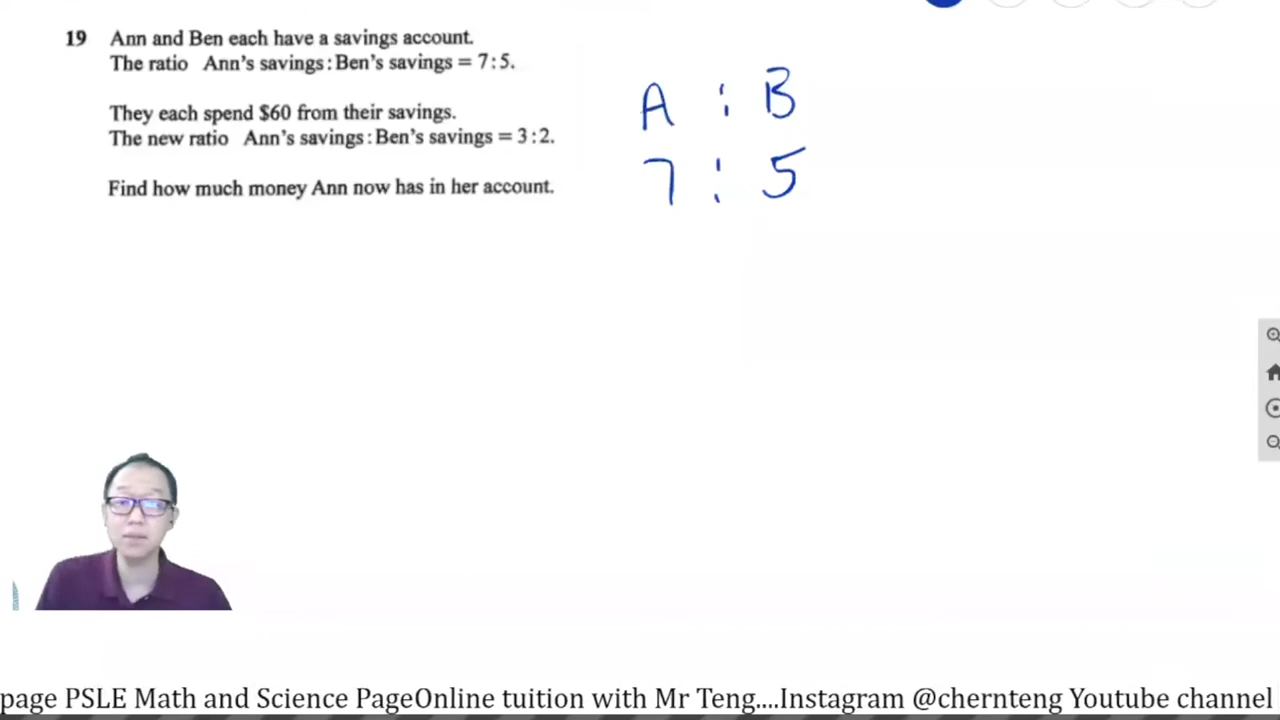 19 Ann and Ben each have a savings account.
The ratio Ann's savings : Ben's savings = 7 : 5.
They each spend $60 from their savings.
The new ratio Ann's savings : Ben's savings = 3 : 2.
Find how much money Ann now has in her account.
A : B
7 : 5
page PSLE Math and Science PageOnline tuition with Mr Teng....Instagram @chernteng Youtube channel